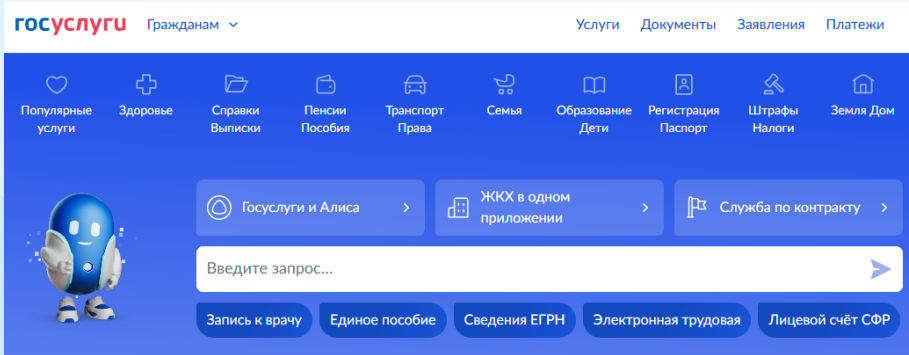 госуслуги Гражданам Услуги Документы Заявления Платежи
Популярные услуги
Здоровье
Справки Выписки
Пенсии Пособия
Транспорт Права
Семья
Образование Дети
Регистрация Паспорт
Штрафы Налоги
Земля Дом
Госуслуги и Алиса
ЖКХ в одном
приложении
Служба по контракту
Введите запрос...
Запись к врачу Единое пособие Сведения ЕГРН Электронная трудовая Лицевой счёт СФР